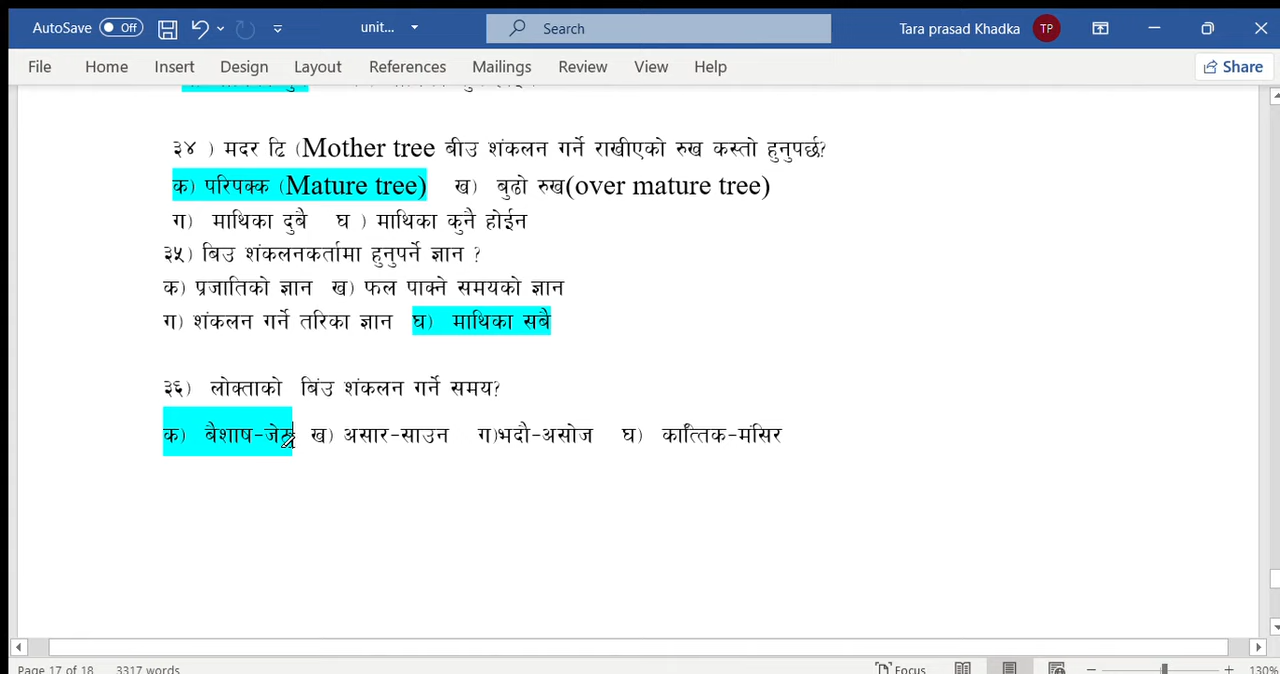 AutoSave Off unit... Search Tara prasad Khadka TP
File Home Insert Design Layout References Mailings Review View Help Share
३४ ) मदर टि (Mother tree बीउ शंकलन गर्ने राखीएको रुख कस्तो हुनुपर्छ?
क) परिपक्क (Mature tree) ख) बुढो रुख(over mature tree)
ग) माथिका दुबै घ ) माथिका कुनै होईन
३५) बिउ शंकलनकर्तामा हुनुपर्ने ज्ञान ?
क) प्रजातिको ज्ञान ख) फल पाक्ने समयको ज्ञान
ग) शंकलन गर्ने तरिका ज्ञान घ) माथिका सबै
३६) लोक्ताको बिंउ शंकलन गर्ने समय?
क) बैशाष-जेठ ख) असार-साउन ग)भदौ-असोज घ) कार्त्तिक-मंसिर
Page 17 of 18 3317 words Focus 130%